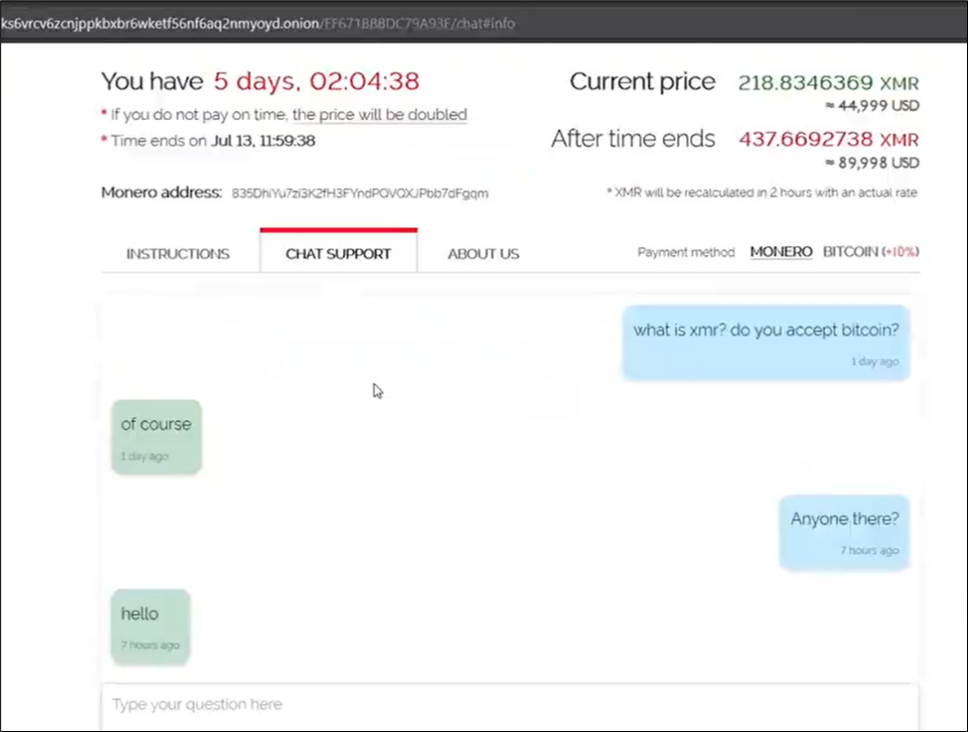 ks6vrcv6zcnjppkbxbr6wketf56nf6aq2nmyoyd.onion/EF671BB8DC79A93E/chat#info
You have 5 days, 02:04:38
* If you do not pay on time, the price will be doubled
* Time ends on Jul 13, 11:59:38
Current price 218.8346369 XMR
≈ 44,999 USD
After time ends 437.6692738 XMR
≈ 89,998 USD
Monero address: 835DhiYu7zi3K2fH3FYndPQVQXJPbb7dFgqm
* XMR will be recalculated in 2 hours with an actual rate
INSTRUCTIONS CHAT SUPPORT ABOUT US
Payment method MONERO BITCOIN (+10%)
what is xmr? do you accept bitcoin?
1 day ago
of course
1 day ago
Anyone there?
7 hours ago
hello
7 hours ago
Type your question here